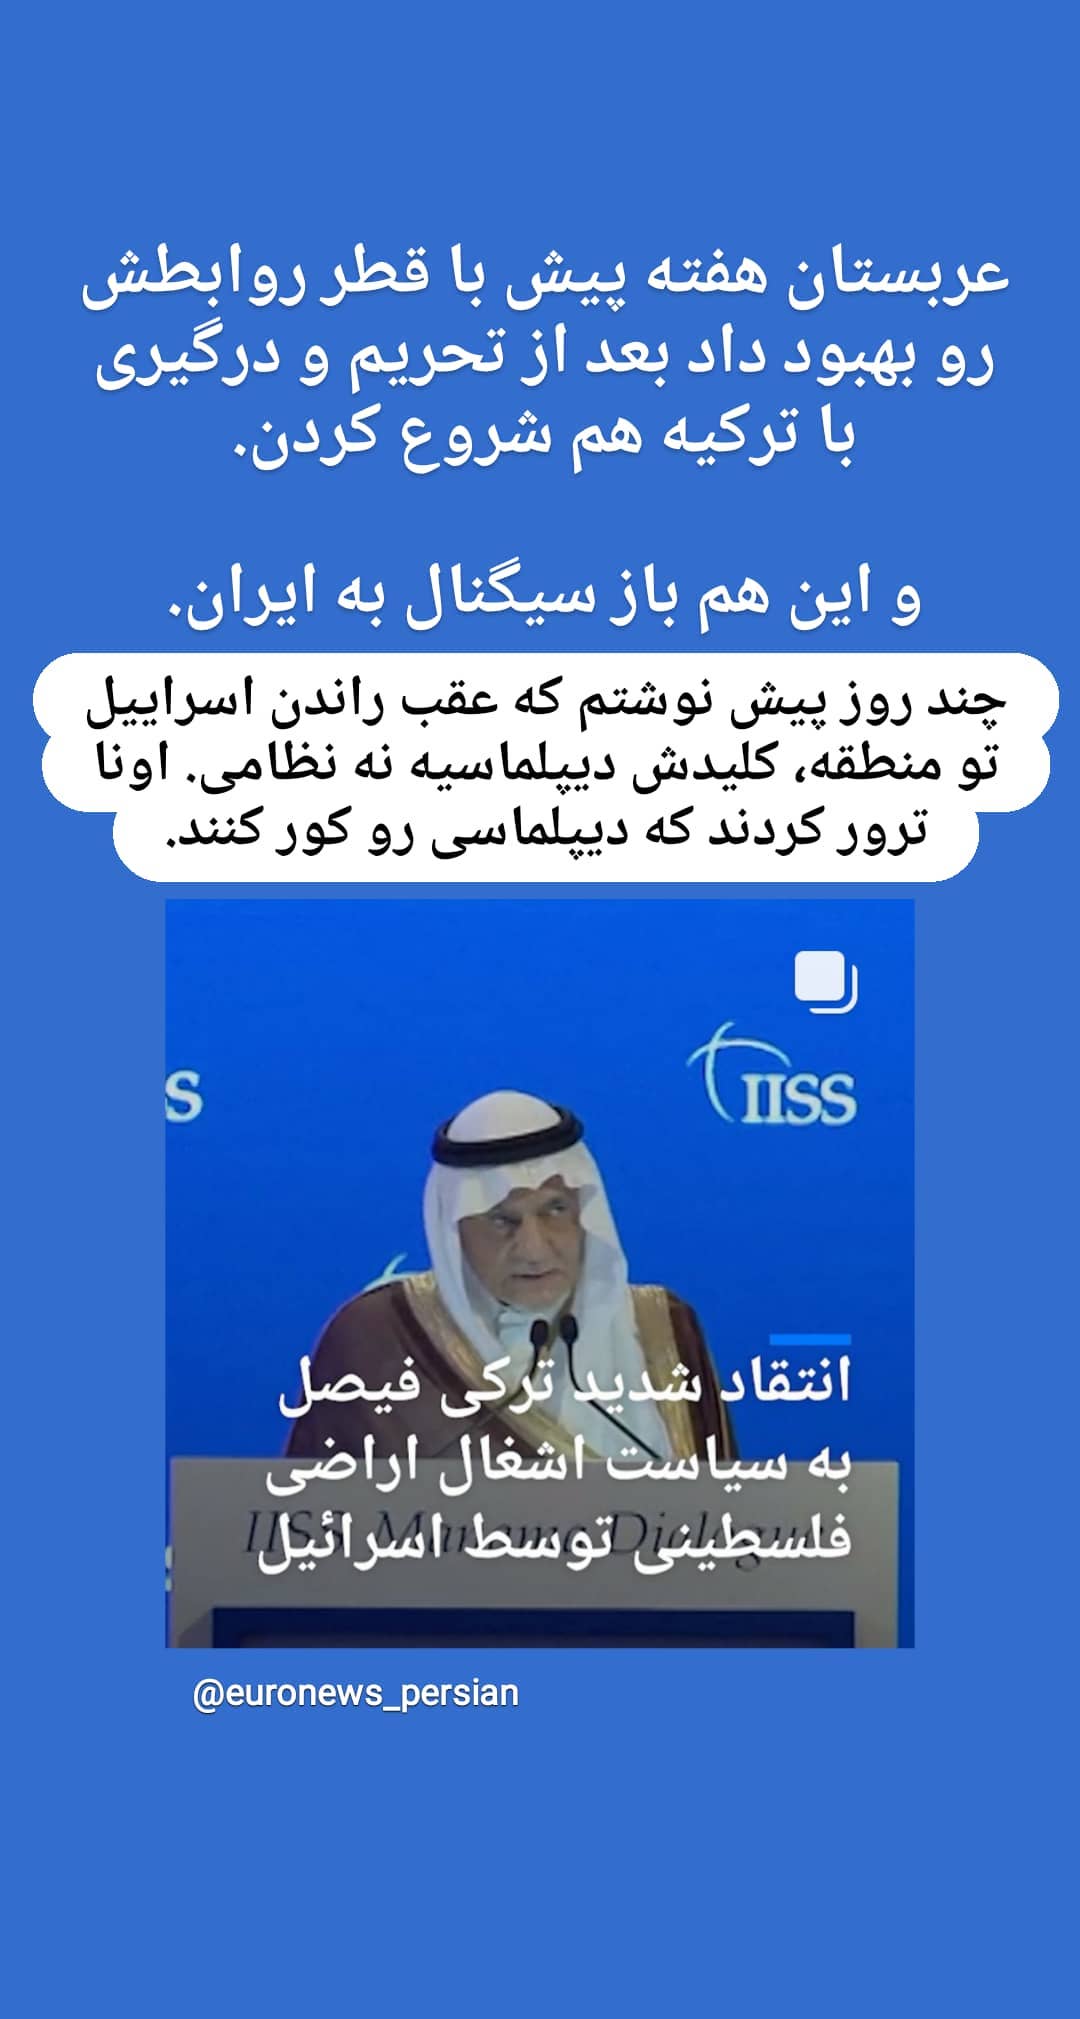 عربستان هفته پیش با قطر روابطش
رو بهبود داد بعد از تحریم و درگیری
با ترکیه هم شروع کردن.
و این هم باز سیگنال به ایران.
چند روز پیش نوشتم که عقب راندن اسراییل
تو منطقه، کلیدش دیپلماسیه نه نظامی. اونا
ترور کردند که دیپلماسی رو کور کنند.
IISS
S
انتقاد شدید ترکی فیصل
به سیاست اشغال اراضی
فلسطینی توسط اسرائیل
IISS Manama Dialogue
@euronews_persian